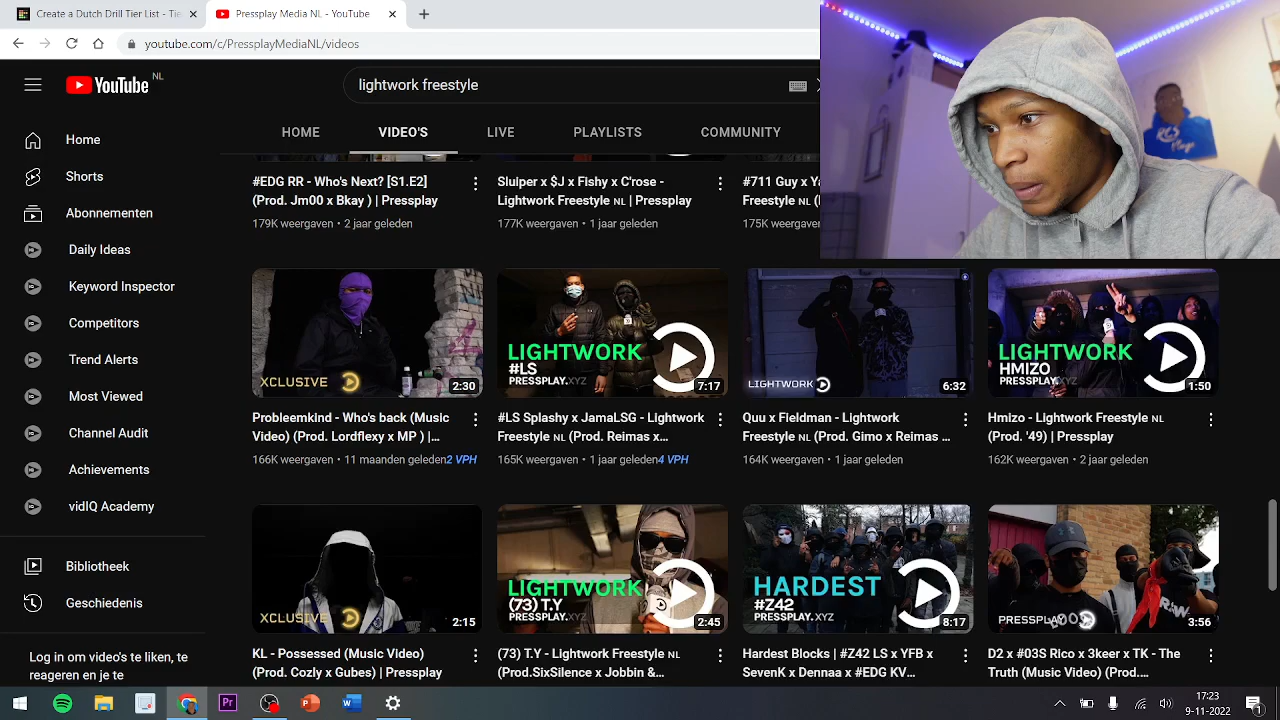 Create a Dutch Drill Tier List - Tie
Pressplay Media NL - YouTube
youtube.com/c/PressplayMediaNL/videos
YouTube NL
lightwork freestyle
HOME
VIDEO'S
LIVE
PLAYLISTS
COMMUNITY
Home
Shorts
Abonnementen
Daily Ideas
Keyword Inspector
Competitors
Trend Alerts
Most Viewed
Channel Audit
Achievements
vidIQ Academy
Bibliotheek
Geschiedenis
Log in om video's te liken, te
reageren en je te
#EDG RR - Who's Next? [S1.E2]
(Prod. Jm00 x Bkay ) | Pressplay
179K weergaven • 2 jaar geleden
Sluiper x $J x Fishy x C'rose -
Lightwork Freestyle NL | Pressplay
177K weergaven • 1 jaar geleden
#711 Guy x Y
Freestyle NL (
175K weergaven
XCLUSIVE
2:30
Probleemkind - Who's back (Music
Video) (Prod. Lordflexy x MP ) |...
166K weergaven • 11 maanden geleden 2 VPH
LIGHTWORK
#LS
PRESSPLAY.XYZ
7:17
#LS Splashy x JamaLSG - Lightwork
Freestyle NL (Prod. Reimas x...
165K weergaven • 1 jaar geleden 4 VPH
LIGHTWORK
6:32
Quu x Fieldman - Lightwork
Freestyle NL (Prod. Gimo x Reimas ...
164K weergaven • 1 jaar geleden
LIGHTWORK
HMIZO
PRESSPLAY.XYZ
1:50
Hmizo - Lightwork Freestyle NL
(Prod. '49) | Pressplay
162K weergaven • 2 jaar geleden
XCLUSIVE
2:15
KL - Possessed (Music Video)
(Prod. Cozly x Gubes) | Pressplay
LIGHTWORK
(73) T.Y
PRESSPLAY.XYZ
2:45
(73) T.Y - Lightwork Freestyle NL
(Prod.SixSilence x Jobbin &
HARDEST
#Z42
PRESSPLAY.XYZ
8:17
Hardest Blocks | #Z42 LS x YFB x
SevenK x Dennaa x #EDG KV...
PRESSPLAY
3:56
D2 x #03S Rico x 3keer x TK - The
Truth (Music Video) (Prod....
Pr
P
W
17:23
9-11-2022
1